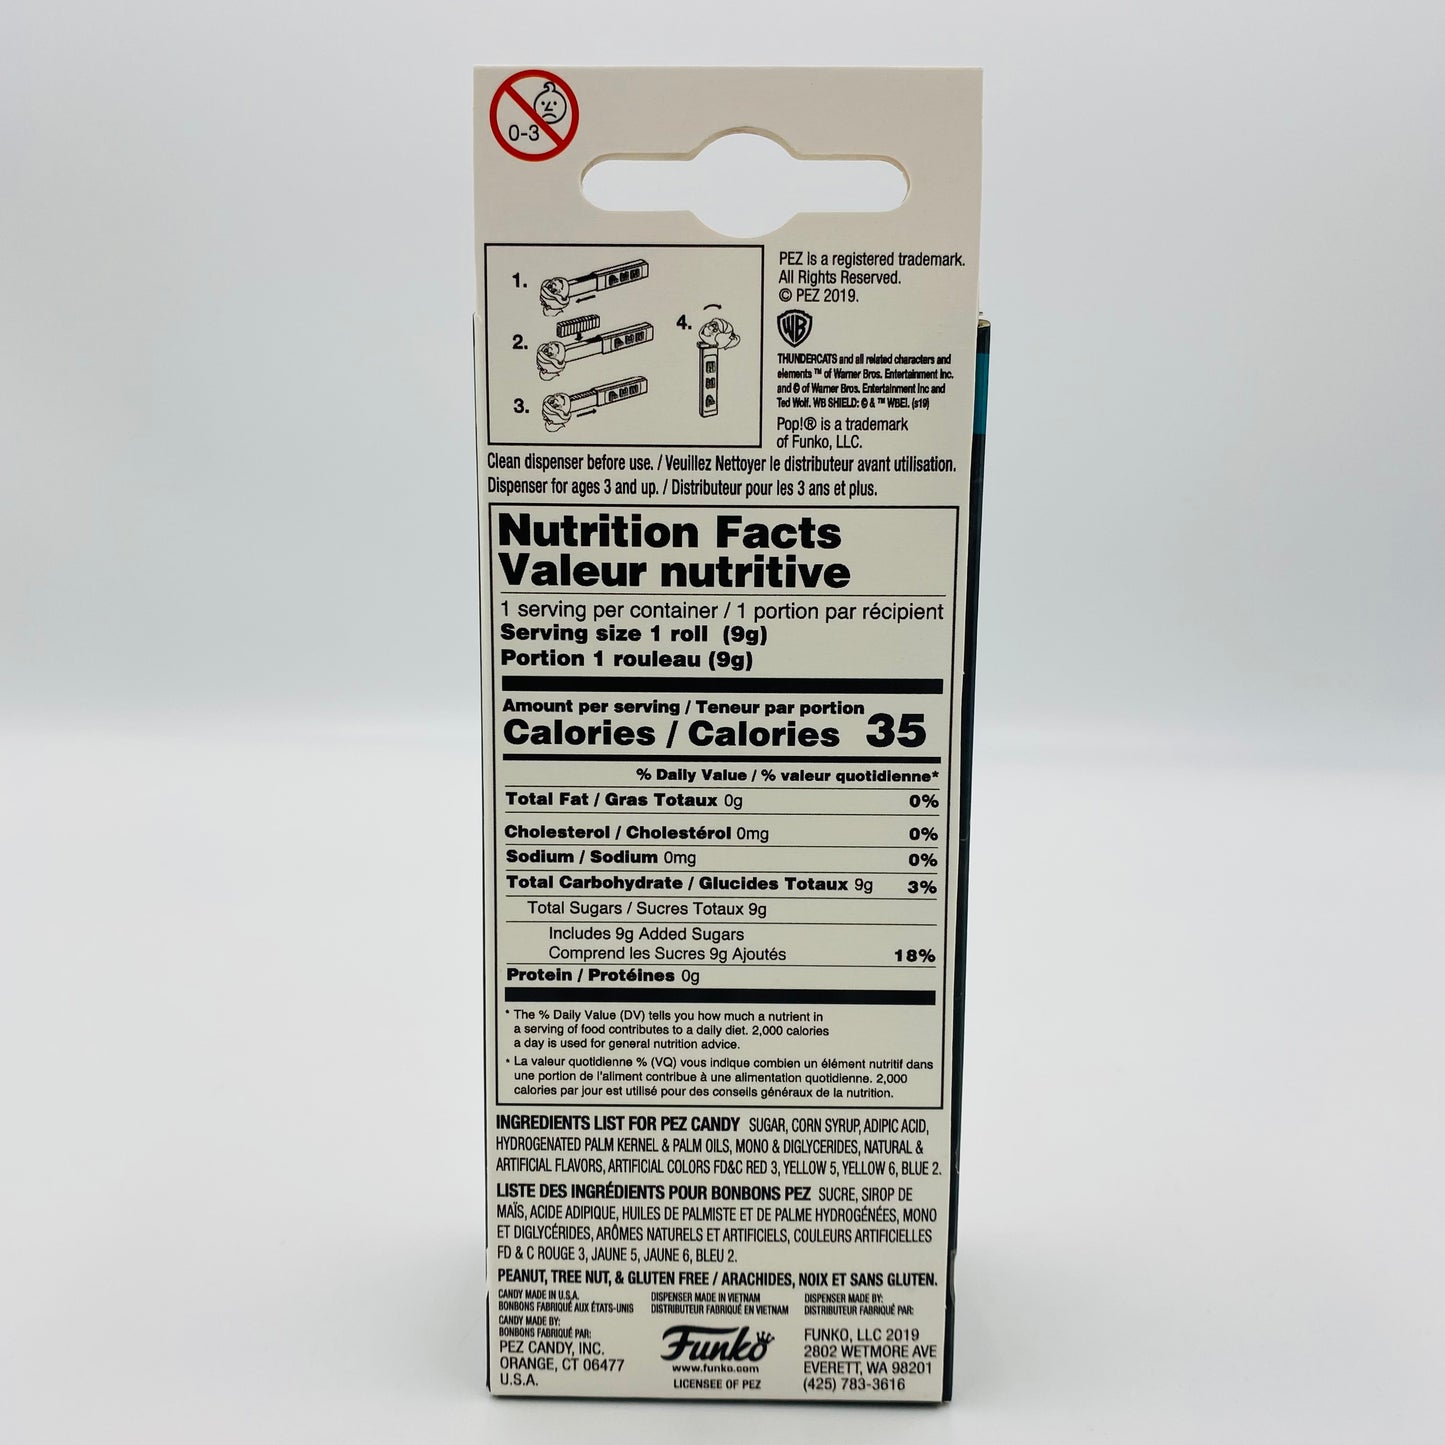 0-3
1.
2.
3.
4.
PEZ is a registered trademark.
All Rights Reserved.
© PEZ 2019.
WB
THUNDERCATS and all related characters and
elements ™ of Warner Bros. Entertainment Inc.
and © of Warner Bros. Entertainment Inc and
Ted Wolf. WB SHIELD: © & ™ WBEI. (s19)
Pop!® is a trademark
of Funko, LLC.
Clean dispenser before use. / Veuillez Nettoyer le distributeur avant utilisation.
Dispenser for ages 3 and up. / Distributeur pour les 3 ans et plus.
Nutrition Facts
Valeur nutritive
1 serving per container / 1 portion par récipient
Serving size 1 roll (9g)
Portion 1 rouleau (9g)
Amount per serving / Teneur par portion
Calories / Calories 35
% Daily Value / % valeur quotidienne*
Total Fat / Gras Totaux 0g 0%
Cholesterol / Cholestérol 0mg 0%
Sodium / Sodium 0mg 0%
Total Carbohydrate / Glucides Totaux 9g 3%
Total Sugars / Sucres Totaux 9g
Includes 9g Added Sugars
Comprend les Sucres 9g Ajoutés 18%
Protein / Protéines 0g
* The % Daily Value (DV) tells you how much a nutrient in
a serving of food contributes to a daily diet. 2,000 calories
a day is used for general nutrition advice.
* La valeur quotidienne % (VQ) vous indique combien un élément nutritif dans
une portion de l'aliment contribue à une alimentation quotidienne. 2,000
calories par jour est utilisé pour des conseils généraux de la nutrition.
INGREDIENTS LIST FOR PEZ CANDY SUGAR, CORN SYRUP, ADIPIC ACID,
HYDROGENATED PALM KERNEL & PALM OILS, MONO & DIGLYCERIDES, NATURAL &
ARTIFICIAL FLAVORS, ARTIFICIAL COLORS FD&C RED 3, YELLOW 5, YELLOW 6, BLUE 2.
LISTE DES INGRÉDIENTS POUR BONBONS PEZ SUCRE, SIROP DE
MAÏS, ACIDE ADIPIQUE, HUILES DE PALMISTE ET DE PALME HYDROGÉNÉES, MONO
ET DIGLYCÉRIDES, ARÔMES NATURELS ET ARTIFICIELS, COULEURS ARTIFICIELLES
FD & C ROUGE 3, JAUNE 5, JAUNE 6, BLEU 2.
PEANUT, TREE NUT, & GLUTEN FREE / ARACHIDES, NOIX ET SANS GLUTEN.
CANDY MADE IN U.S.A.
BONBONS FABRIQUÉ AUX ÉTATS-UNIS
CANDY MADE BY:
BONBONS FABRIQUÉ PAR:
PEZ CANDY, INC.
ORANGE, CT 06477
U.S.A.
DISPENSER MADE IN VIETNAM
DISTRIBUTEUR FABRIQUÉ EN VIETNAM
Funko
www.funko.com
LICENSEE OF PEZ
DISPENSER MADE BY:
DISTRIBUTEUR FABRIQUÉ PAR:
FUNKO, LLC 2019
2802 WETMORE AVE
EVERETT, WA 98201
(425) 783-3616